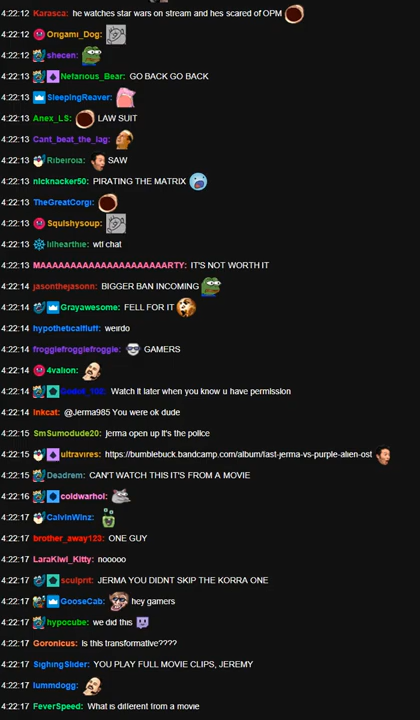 4:22:12 Karasca: he watches star wars on stream and hes scared of OPM
4:22:12 Origami_Dog:
4:22:12 shecen:
4:22:13 Nefarious_Bear: GO BACK GO BACK
4:22:13 SleepingReaver:
4:22:13 Anex_LS: LAW SUIT
4:22:13 Cant_beat_the_lag:
4:22:13 Ribeiroia: SAW
4:22:13 nicknacker50: PIRATING THE MATRIX
4:22:13 TheGreatCorgi:
4:22:13 Squishysoup:
4:22:13 lilhearthie: wtf chat
4:22:13 MAAAAAAAAAAAAAAAAAAAAARTY: IT'S NOT WORTH IT
4:22:14 jasonthejasonn: BIGGER BAN INCOMING
4:22:14 Grayawesome: FELL FOR IT
4:22:14 hypotheticalfluff: weirdo
4:22:14 froggiefroggiefroggie: GAMERS
4:22:14 4valion:
4:22:14 Watch it later when you know u have permission
4:22:14 Inkcat: @Jerma985 You were ok dude
4:22:15 SmSumodude20: jerma open up it's the police
4:22:15 ultravires: https://bumblebuck.bandcamp.com/album/last-jerma-vs-purple-alien-ost
4:22:15 Deadrem: CAN'T WATCH THIS IT'S FROM A MOVIE
4:22:16 coldwarhol:
4:22:17 CalvinWinz:
4:22:17 brother_away123: ONE GUY
4:22:17 LaraKiwi_Kitty: nooooo
4:22:17 sculprit: JERMA YOU DIDNT SKIP THE KORRA ONE
4:22:17 GooseCab: hey gamers
4:22:17 hypocube: we did this
4:22:17 Goronicus: Is this transformative????
4:22:17 SighingSlider: YOU PLAY FULL MOVIE CLIPS, JEREMY
4:22:17 lummdogg:
4:22:17 FeverSpeed: What is different from a movie